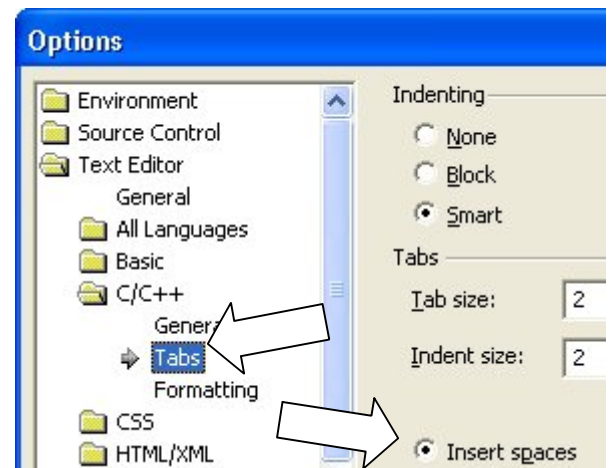 Options
Environment
Source Control
Text Editor
General
All Languages
Basic
C/C++
General
Tabs
Formatting
CSS
HTML/XML
Indenting
None
Block
Smart
Tabs
Tab size: 2
Indent size: 2
Insert spaces